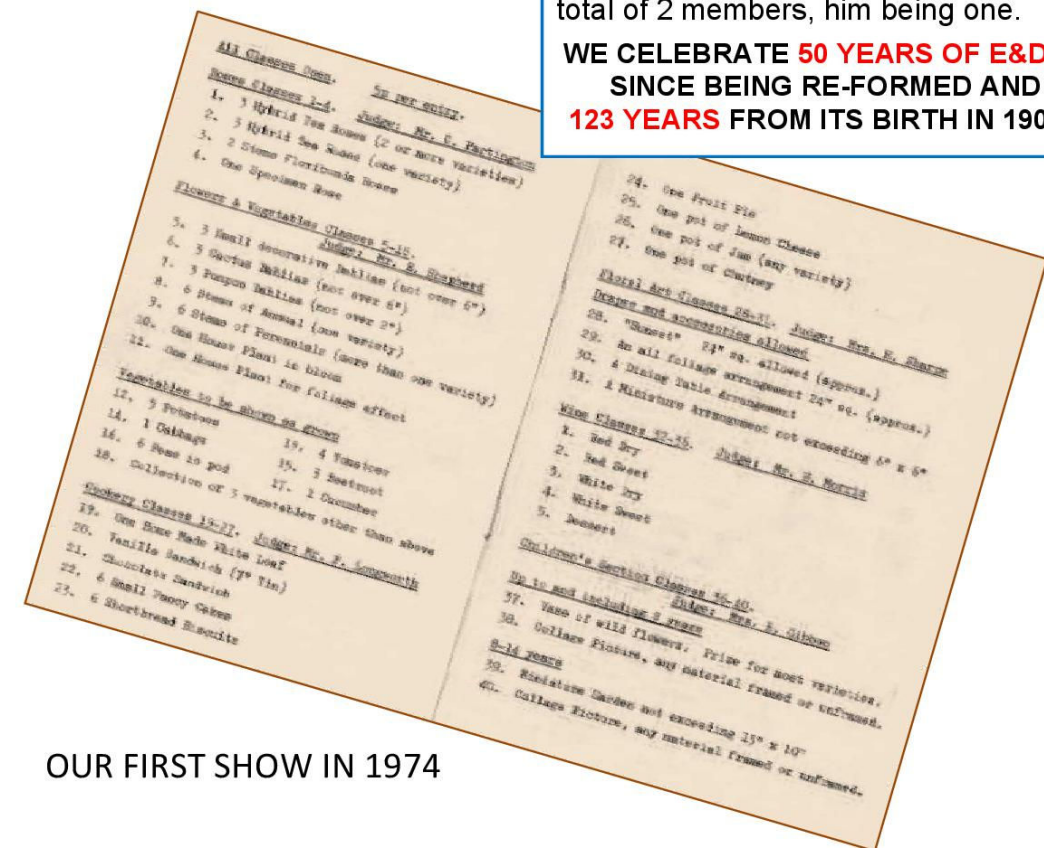 total of 2 members, him being one.
WE CELEBRATE 50 YEARS OF E&D
SINCE BEING RE-FORMED AND
123 YEARS FROM ITS BIRTH IN 190
All Classes Open. 5p per entry.
Roses Classes 1-4. Judge: Mr. E. Partington
1. 3 Hybrid Tea Roses (2 or more varieties)
2. 3 Hybrid Tea Roses (one variety)
3. 2 Stems Floribunda Roses
4. One Specimen Rose
Flowers & Vegetables Classes 5-18.
Judge: Mr. E. Shepherd
5. 3 Small decorative Dahlias (not over 6")
6. 3 Cactus Dahlias (not over 6")
7. 3 Pompon Dahlias (not over 2")
8. 6 Stems of Annual (one variety)
9. 6 Stems of Perennials (more than one variety)
10. One House Plant in bloom
11. One House Plant for foliage effect
Vegetables to be shown as grown
12. 5 Potatoes 13. 4 Tomatoes
14. 1 Cabbage 15. 3 Beetroot
16. 6 Peas in pod 17. 1 Cucumber
18. Collection of 3 vegetables other than above
Cookery Classes 19-27. Judge: Mr. F. Longworth
19. One Home Made White Loaf
20. Vanilla Sandwich (7" Tin)
21. Chocolate Sandwich
22. 6 Small Fancy Cakes
23. 6 Shortbread Biscuits
24. One Fruit Pie
25. One pot of Lemon Cheese
26. One pot of Jam (any variety)
27. One pot of Chutney
Floral Art Classes 28-31. Judge: Mrs. E. Sharpe
Drapes and accessories allowed
28. "Sunset" 24" sq. allowed (approx.)
29. An all foliage arrangement 24" sq. (approx.)
30. A Dining Table Arrangement
31. A Miniature Arrangement not exceeding 6" x 6"
Wine Classes Judge: Mr. Morris
1. Red Dry
2. Red Sweet
3. White Dry
4. White Sweet
5. Dessert
Children's Section Classes
Judge: Mrs. Gibson
Up to and including years
37. Vase of wild flowers. Prize for most varieties.
38. Collage Picture, any material framed or unframed.
8-14 years
39. Miniature Garden not exceeding 15" x 10"
40. Collage Picture, any material framed or unframed.
OUR FIRST SHOW IN 1974